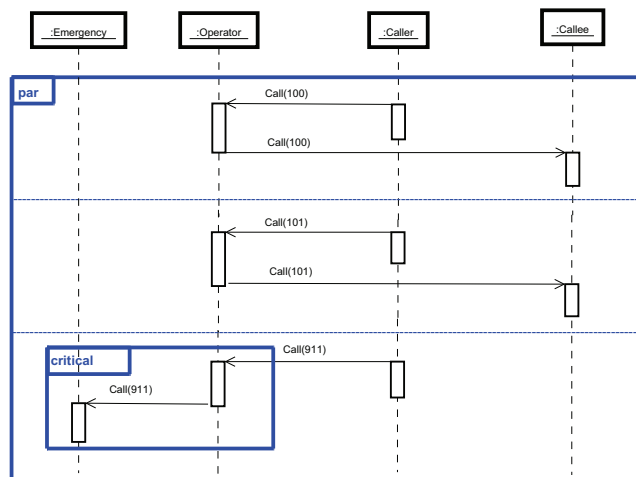 :Emergency
:Operator
:Caller
:Callee
par
Call(100)
Call(100)
Call(101)
Call(101)
critical
Call(911)
Call(911)